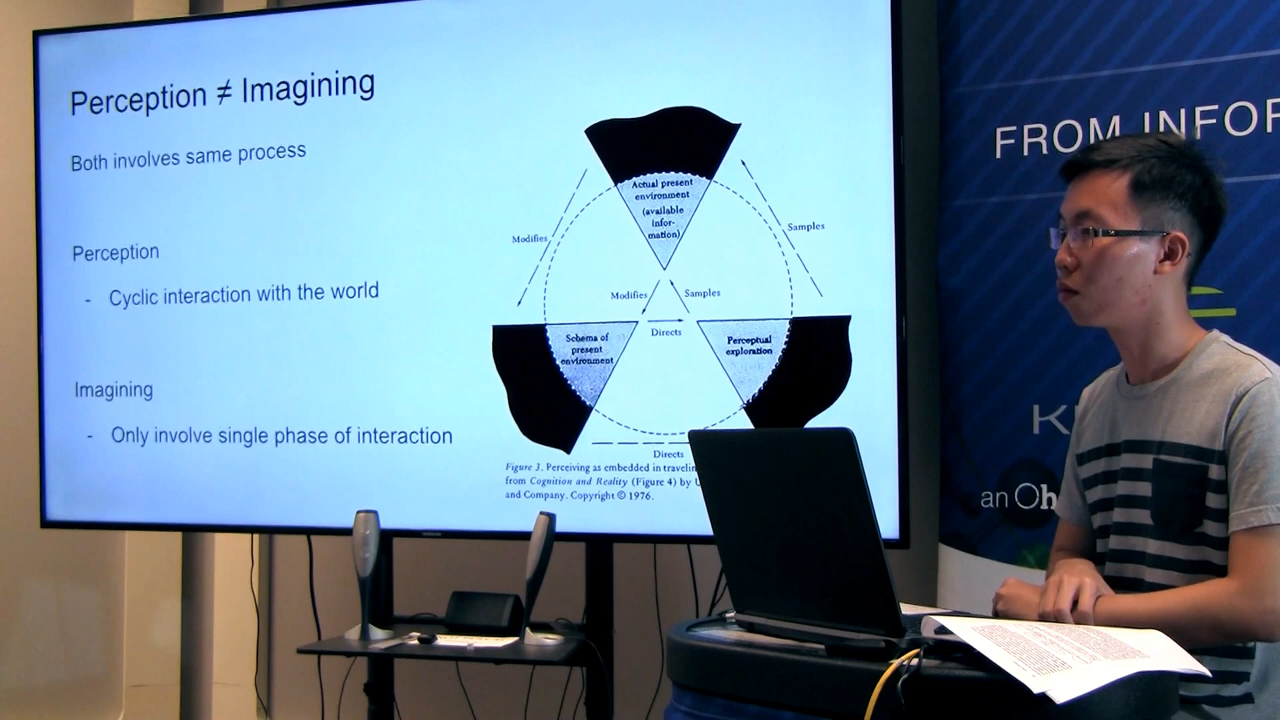 Perception ≠ Imagining
Both involves same process
Perception
- Cyclic interaction with the world
Imagining
- Only involve single phase of interaction
Actual present
environment
(available
infor-
mation)
Modifies
Samples
Modifies
Samples
Directs
Schema of
present
environment
Perceptual
exploration
Directs
Figure 3. Perceiving as embedded in
from Cognition and Reality (Figure 4) by
and Company. Copyright © 1976.
FROM
an Oh